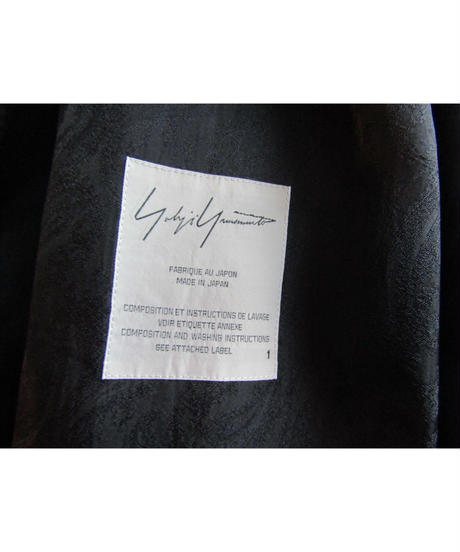 Yohji Yamamoto
FABRIQUE AU JAPON
MADE IN JAPAN
COMPOSITION ET INSTRUCTIONS DE LAVAGE
VOIR ETIQUETTE ANNEXE
COMPOSITION AND WASHING INSTRUCTIONS
SEE ATTACHED LABEL 1